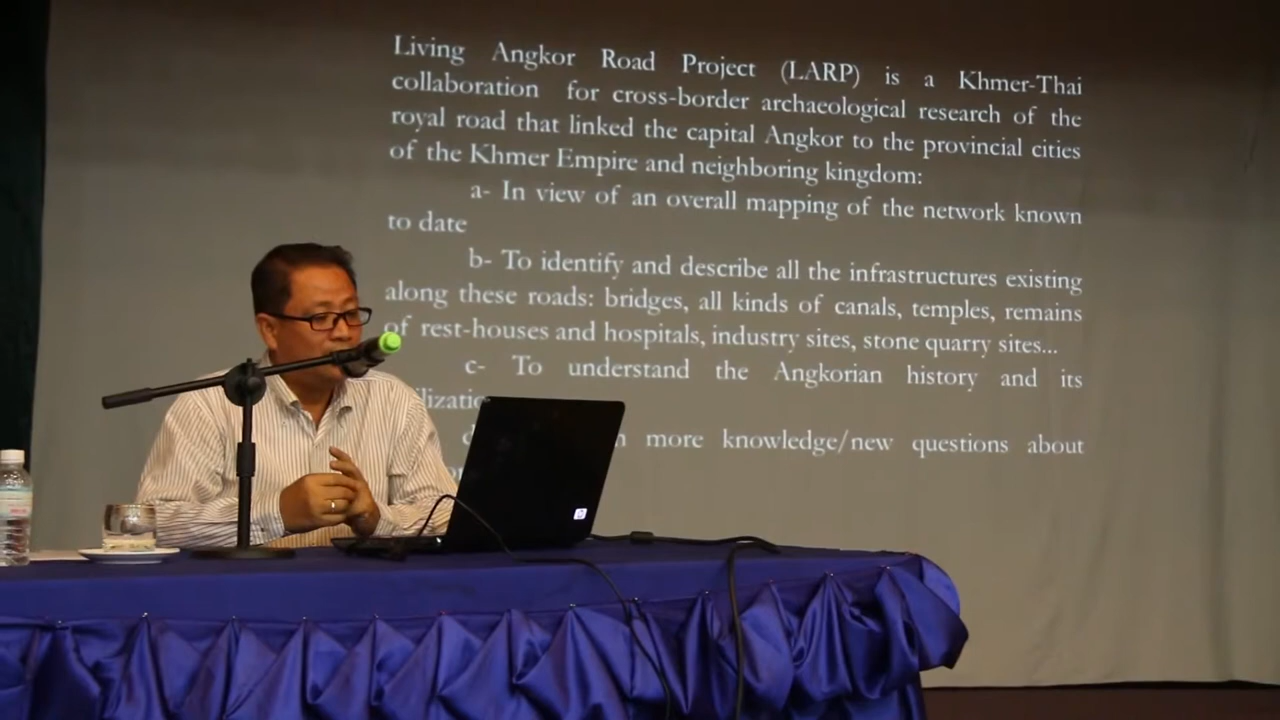 Living Angkor Road Project (LARP) is a Khmer-Thai
collaboration for cross-border archaeological research of the
royal road that linked the capital Angkor to the provincial cities
of the Khmer Empire and neighboring kingdom:
a- In view of an overall mapping of the network known
to date
b- To identify and describe all the infrastructures existing
along these roads: bridges, all kinds of canals, temples, remains
of rest-houses and hospitals, industry sites, stone quarry sites...
c- To understand the Angkorian history and its
more knowledge/new questions about
hp